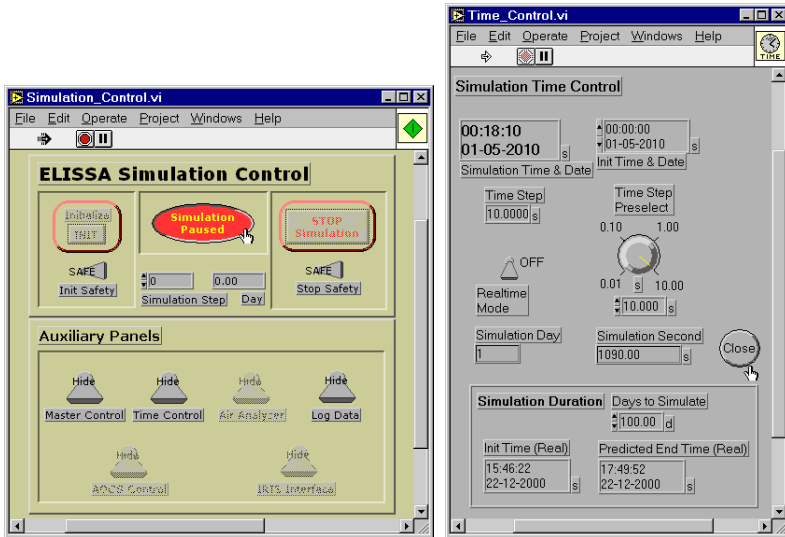 Simulation_Control.vi
File Edit Operate Project Windows Help
ELISSA Simulation Control
Initialize
INIT
Simulation
Paused
STOP
Simulation
SAFE
Init Safety
0
0.00
Simulation Step
Day
SAFE
Stop Safety
Auxiliary Panels
Hide
Hide
Hide
Hide
Master Control
Time Control
Air Analyzer
Log Data
Hide
Hide
AOCS Control
IRTS Interface
Time_Control.vi
File Edit Operate Project Windows Help
TIME
Simulation Time Control
00:18:10
01-05-2010
s
Simulation Time & Date
00:00:00
01-05-2010
s
Init Time & Date
Time Step
10.0000 s
Time Step
Preselect
0.10 1.00
0.01 s 10.00
10.000 s
OFF
Realtime
Mode
Simulation Day
1
Simulation Second
1090.00 s
Close
Simulation Duration
Days to Simulate
100.00 d
Init Time (Real)
15:46:22
22-12-2000 s
Predicted End Time (Real)
17:49:52
22-12-2000 s